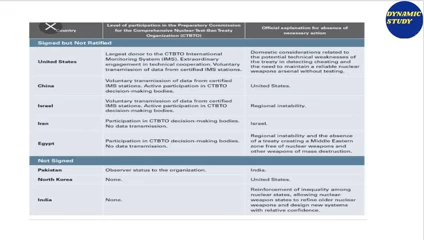 DYNAMIC
STUDY
ountry
Level of participation in the Preparatory Commission
for the Comprehensive Nuclear-Test-Ban Treaty
Organisation (CTBTO)
Official explanation for absence of
necessary action
Signed but Not Ratified
United States
Largest donor to the CTBTO International
Monitoring System (IMS). Extraordinary
engagement in technical cooperation. Voluntary
transmission of data from certified IMS stations.
Domestic considerations related to
the potential technical weaknesses of
the treaty in detecting cheating and
the need to maintain a reliable nuclear
weapons arsenal without testing.
China
Voluntary transmission of data from certified
IMS stations. Active participation in CTBTO
decision-making bodies.
United States.
Israel
Voluntary transmission of data from certified
IMS stations. Active participation in CTBTO
decision-making bodies.
Regional instability.
Iran
Participation in CTBTO decision-making bodies.
No data transmission.
Israel.
Egypt
Participation in CTBTO decision-making bodies.
No data transmission.
Regional instability and the absence
of a treaty creating a Middle Eastern
zone free of nuclear weapons and
other weapons of mass destruction.
Not Signed
Pakistan
Observer status to the organization.
India.
North Korea
None.
United States.
India
None.
Reinforcement of inequality among
nuclear states, allowing nuclear
weapon states to refine older nuclear
weapons and design new systems
with relative confidence.